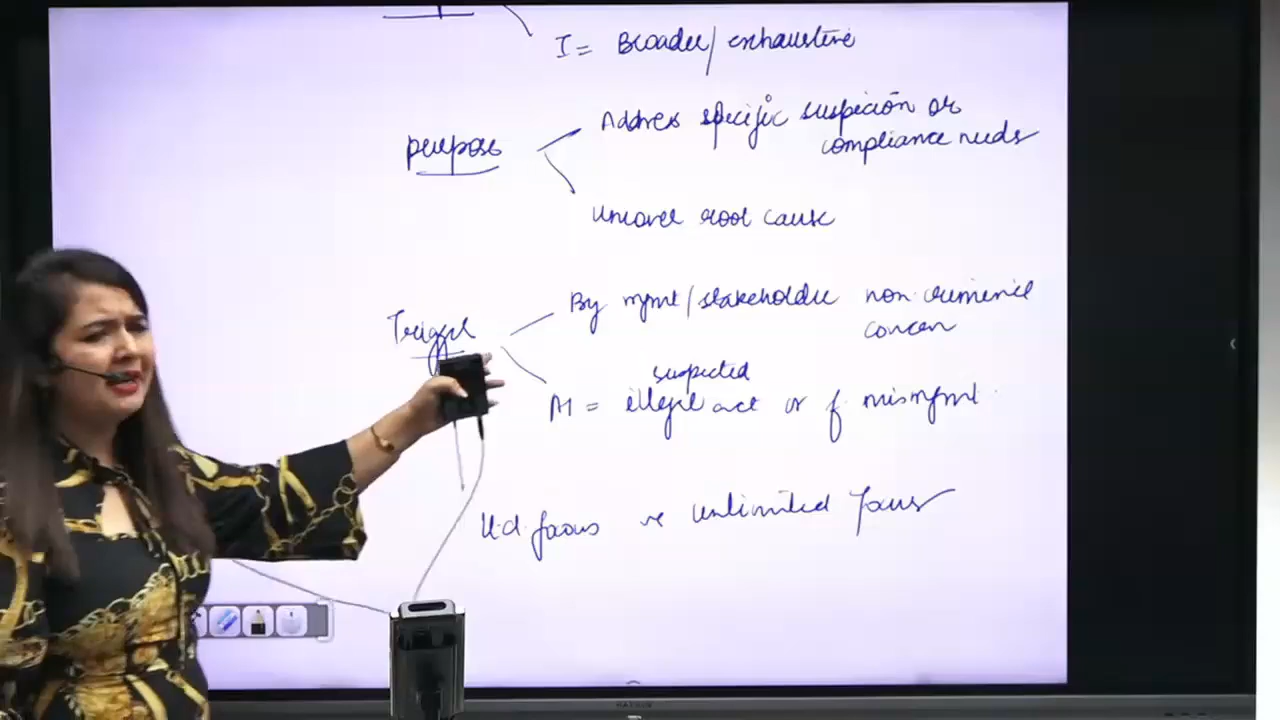 I = Broader/ exhaustive
purpose
Address specific suspicion or
compliance needs
Uncover root cause
Trigger
By mgmt/stakeholder non-criminal
concern
suspected
= illegal act or of mismgmt.
focus vs unlimited focus